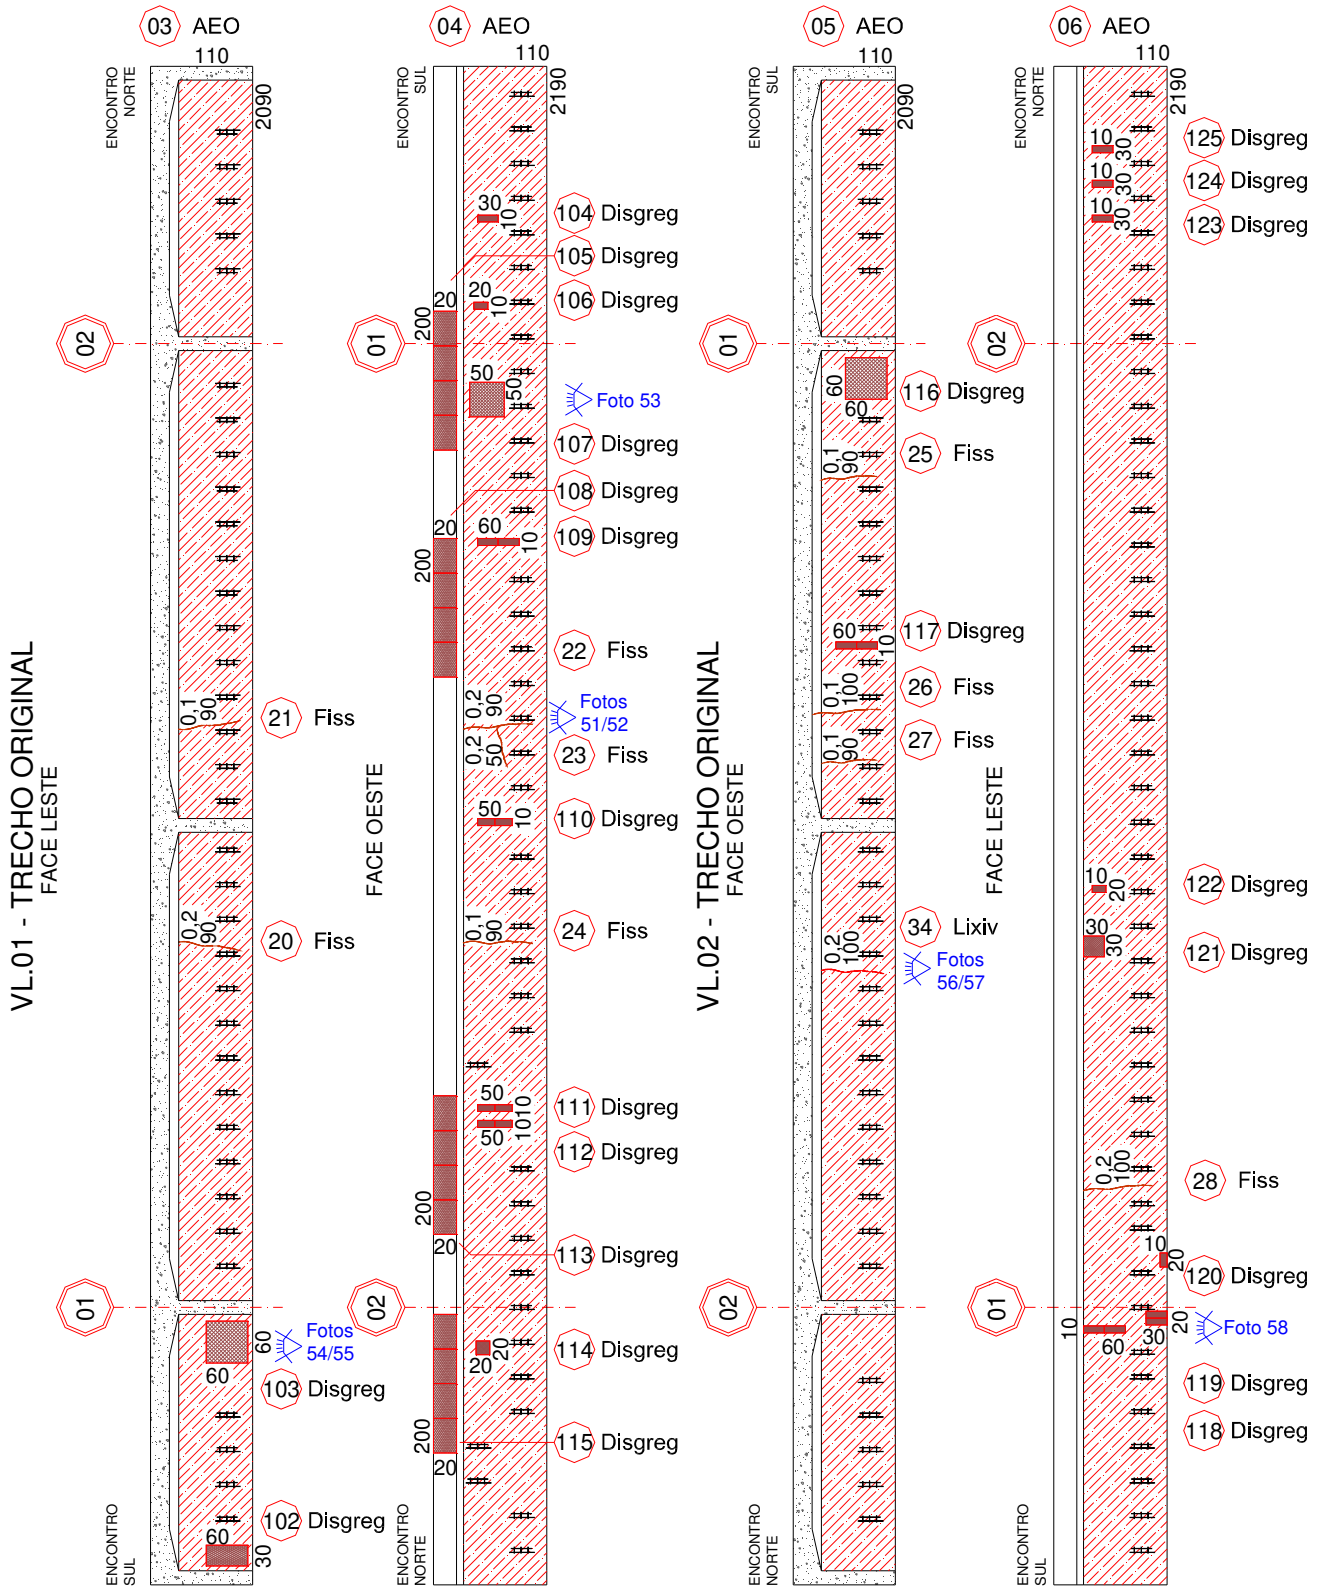 VL.01 - TRECHO ORIGINAL
FACE LESTE
03 AEO
110
2090
ENCONTRO
NORTE
02
0,1
90
21 Fiss
0,2
90
20 Fiss
01
60
60
Fotos
54/55
103 Disgreg
102 Disgreg
60
30
ENCONTRO
SUL
FACE OESTE
04 AEO
110
2190
ENCONTRO
SUL
30
10
104 Disgreg
105 Disgreg
20
200
20
10
106 Disgreg
01
50
50
Foto 53
107 Disgreg
108 Disgreg
20
200
60
10
109 Disgreg
22 Fiss
0,2
90
Fotos
51/52
0,2
50
23 Fiss
50
10
110 Disgreg
0,1
90
24 Fiss
50
10
111 Disgreg
50
10
112 Disgreg
200
20
113 Disgreg
02
20
20
114 Disgreg
200
20
115 Disgreg
ENCONTRO
NORTE
VL.02 - TRECHO ORIGINAL
FACE OESTE
05 AEO
110
2090
ENCONTRO
SUL
01
60
60
116 Disgreg
0,1
90
25 Fiss
60
10
117 Disgreg
0,1
100
26 Fiss
0,1
90
27 Fiss
0,2
100
34 Lixiv
Fotos
56/57
02
ENCONTRO
NORTE
FACE LESTE
06 AEO
110
2190
ENCONTRO
NORTE
10
30
125 Disgreg
10
30
124 Disgreg
10
30
123 Disgreg
02
10
20
122 Disgreg
30
30
121 Disgreg
0,2
100
28 Fiss
10
20
120 Disgreg
01
10
60
30
20
Foto 58
119 Disgreg
118 Disgreg
ENCONTRO
SUL